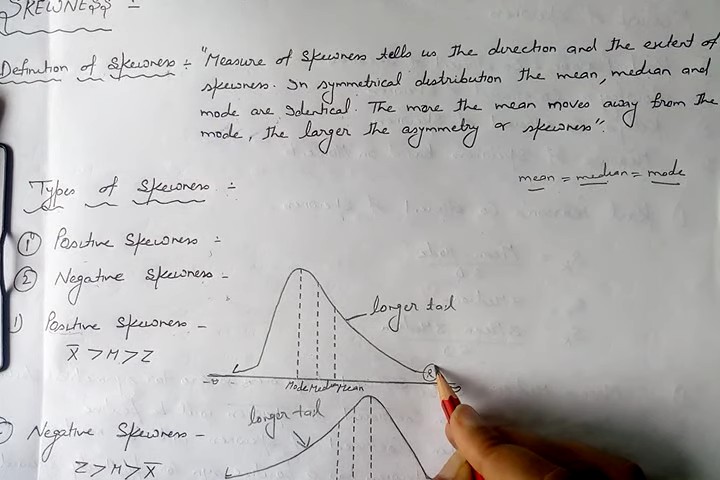 SKEWNESS :-
Definition of Skewness :- "Measure of Skewness tells us the direction and the extent of
skewness. In symmetrical distribution the mean, median and
mode are identical. The more the mean moves away from the
mode, the larger the asymmetry or skewness".
mean = median = mode
Types of Skewness :-
① Positive Skewness :-
② Negative Skewness -
longer tail
1) Positive Skewness -
X̄ > M > Z
R
Mode Median Mean
longer tail
Negative Skewness -
Z > M > X̄